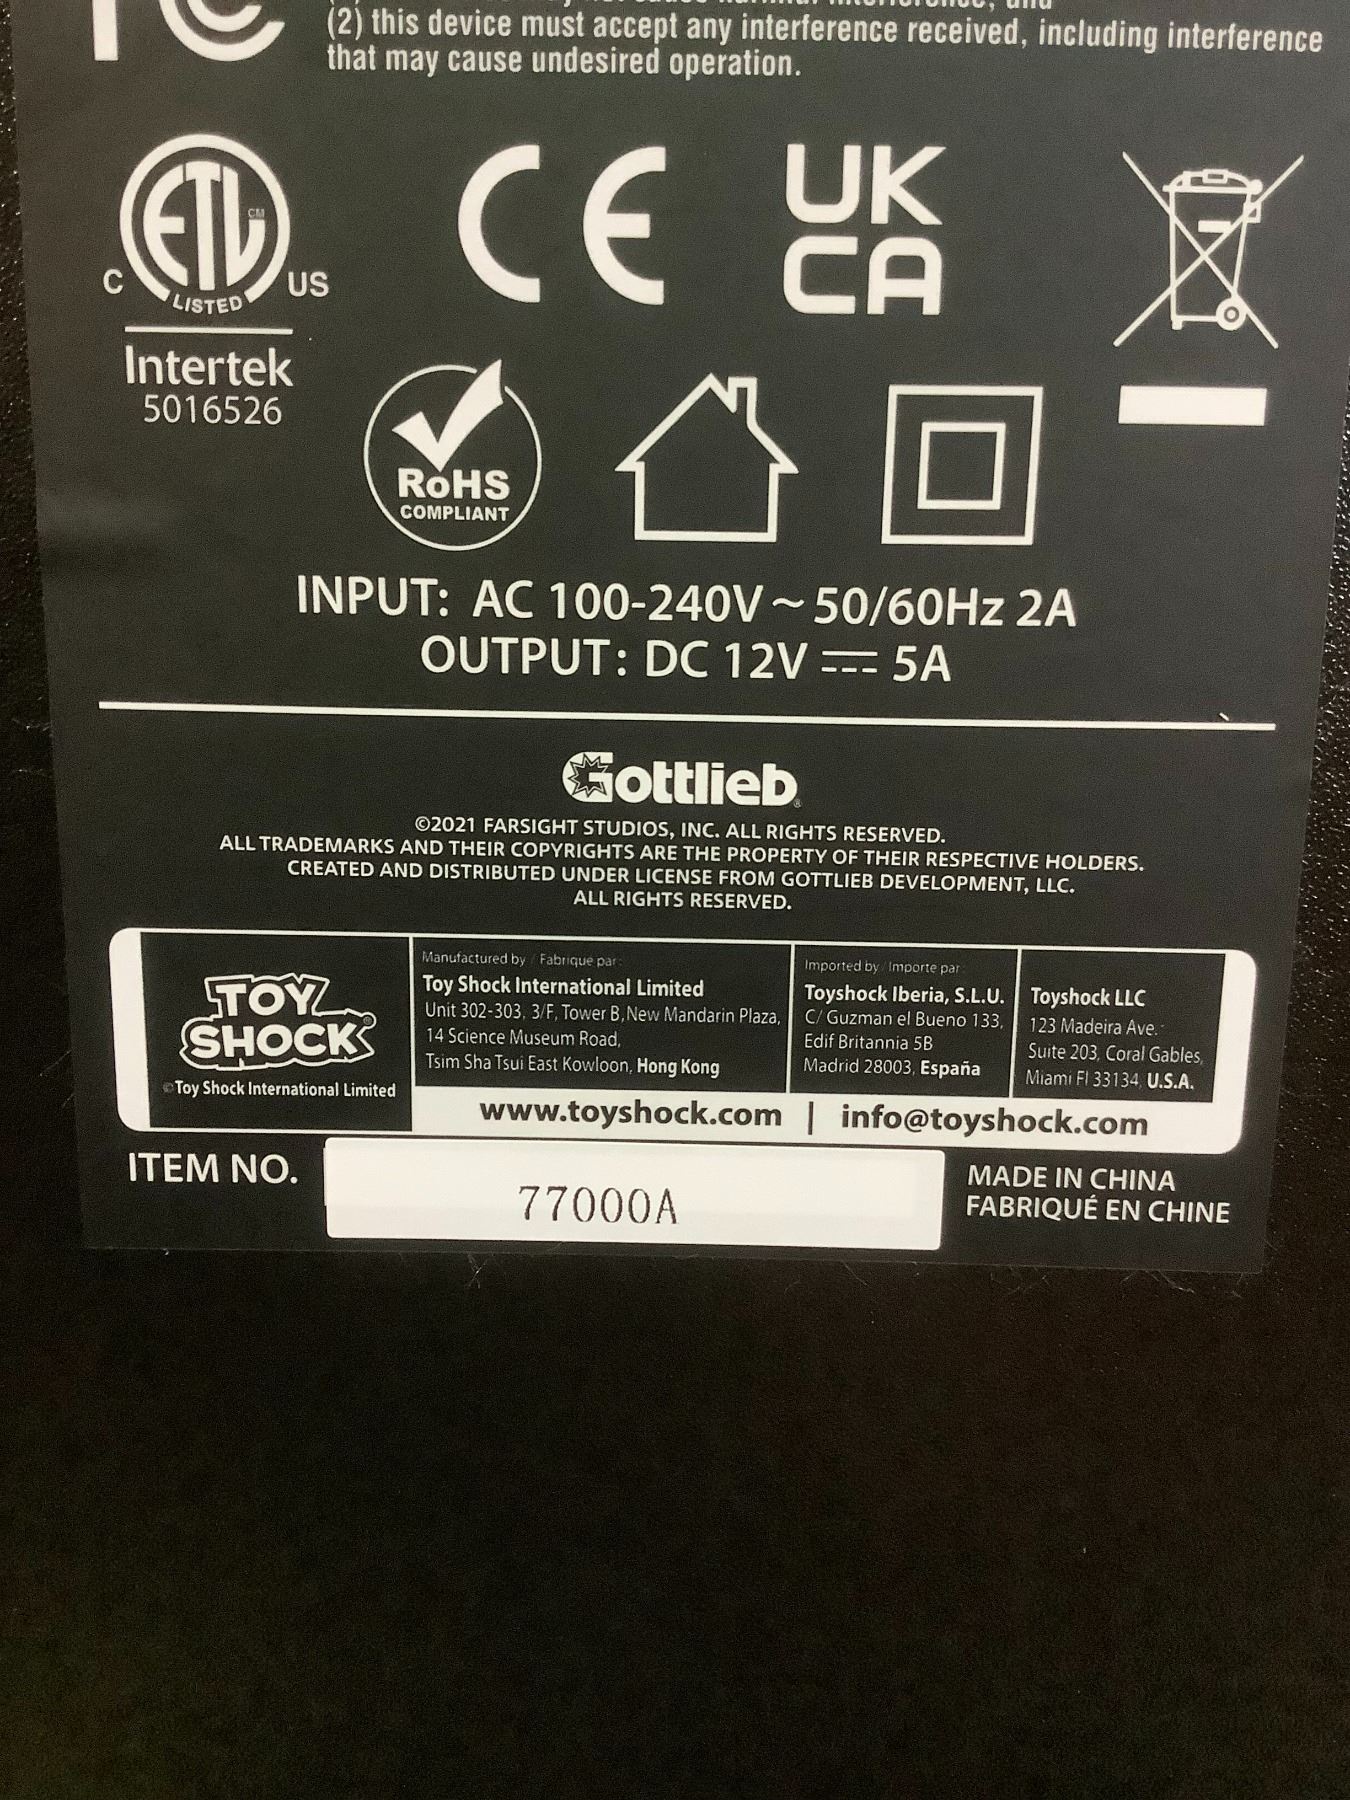 (2) this device must accept any interference received, including interference
that may cause undesired operation.
C ETL CM US
LISTED
Intertek
5016526
CE
UK
CA
RoHS
COMPLIANT
INPUT: AC 100-240V ~ 50/60Hz 2A
OUTPUT: DC 12V ⎓ 5A
Gottlieb®
©2021 FARSIGHT STUDIOS, INC. ALL RIGHTS RESERVED.
ALL TRADEMARKS AND THEIR COPYRIGHTS ARE THE PROPERTY OF THEIR RESPECTIVE HOLDERS.
CREATED AND DISTRIBUTED UNDER LICENSE FROM GOTTLIEB DEVELOPMENT, LLC.
ALL RIGHTS RESERVED.
TOY
SHOCK®
©Toy Shock International Limited
Manufactured by / Fabrique par:
Toy Shock International Limited
Unit 302-303, 3/F, Tower B, New Mandarin Plaza,
14 Science Museum Road,
Tsim Sha Tsui East Kowloon, Hong Kong
Imported by / Importe par:
Toyshock Iberia, S.L.U.
C/ Guzman el Bueno 133,
Edif Britannia 5B
Madrid 28003, España
Toyshock LLC
123 Madeira Ave.
Suite 203, Coral Gables,
Miami Fl 33134, U.S.A.
www.toyshock.com | info@toyshock.com
ITEM NO. 77000A
MADE IN CHINA
FABRIQUÉ EN CHINE